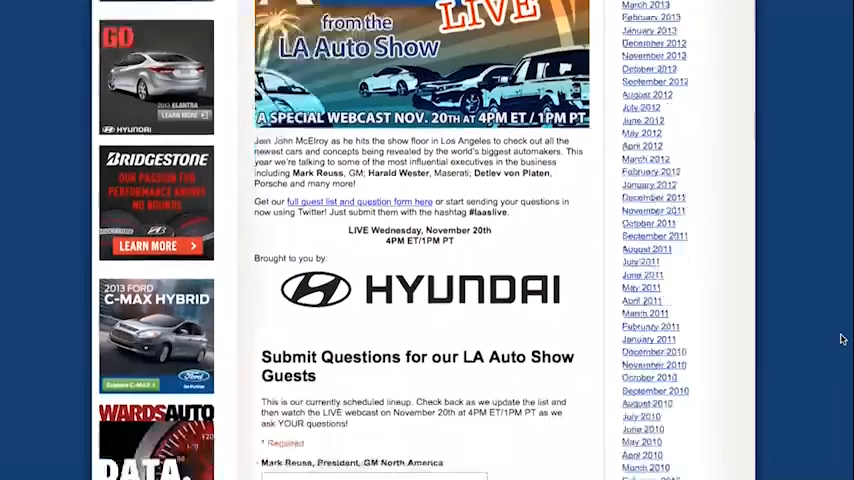 GO
2013 ELANTRA
LEARN MORE
HYUNDAI
BRIDGESTONE
OUR PASSION FOR
PERFORMANCE KNOWS
NO BOUNDS
LEARN MORE >
2013 FORD
C-MAX HYBRID
Explore C-MAX
Ford
Go Further
WARDSAUTO
DATA.
LIVE
from the
LA Auto Show
A SPECIAL WEBCAST NOV. 20TH AT 4PM ET / 1PM PT
Join John McElroy as he hits the show floor in Los Angeles to check out all the
newest cars and concepts being revealed by the world's biggest automakers. This
year we're talking to some of the most influential executives in the business
including Mark Reuss, GM; Harald Wester, Maserati; Detlev von Platen,
Porsche and many more!
Get our full guest list and question form here or start sending your questions in
now using Twitter! Just submit them with the hashtag #laaslive.
LIVE Wednesday, November 20th
4PM ET/1PM PT
Brought to you by:
HYUNDAI
Submit Questions for our LA Auto Show
Guests
This is our currently scheduled lineup. Check back as we update the list and
then watch the LIVE webcast on November 20th at 4PM ET/1PM PT as we
ask YOUR questions!
* Required
Mark Reuss, President, GM North America
March 2013
February 2013
January 2013
December 2012
November 2012
October 2012
September 2012
August 2012
July 2012
June 2012
May 2012
April 2012
March 2012
February 2012
January 2012
December 2011
November 2011
October 2011
September 2011
August 2011
July 2011
June 2011
May 2011
April 2011
March 2011
February 2011
January 2011
December 2010
November 2010
October 2010
September 2010
August 2010
July 2010
June 2010
May 2010
April 2010
March 2010